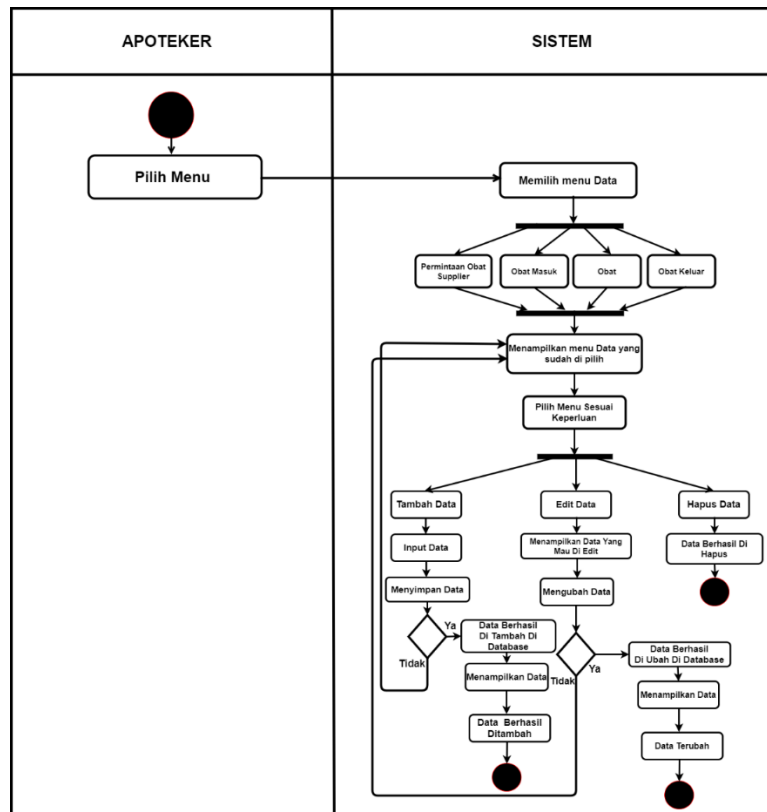 APOTEKER
SISTEM
Pilih Menu
Memilih menu Data
Permintaan Obat
Supplier
Obat Masuk
Obat
Obat Keluar
Menampilkan menu Data yang
sudah di pilih
Pilih Menu Sesuai
Keperluan
Tambah Data
Edit Data
Hapus Data
Input Data
Menampilkan Data Yang
Mau Di Edit
Data Berhasil Di
Hapus
Menyimpan Data
Mengubah Data
Ya
Tidak
Data Berhasil
Di Tambah Di
Database
Tidak
Ya
Data Berhasil
Di Ubah Di Database
Menampilkan Data
Menampilkan Data
Data Berhasil
Ditambah
Data Terubah